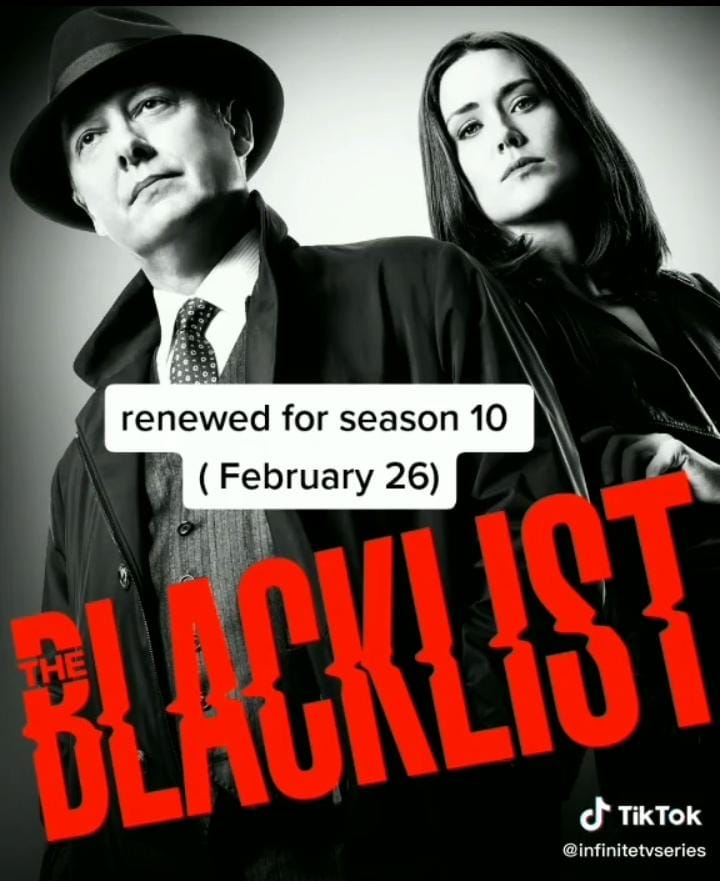 renewed for season 10
( February 26)
THE
BLACKLIST
TikTok
@infinitetvseries